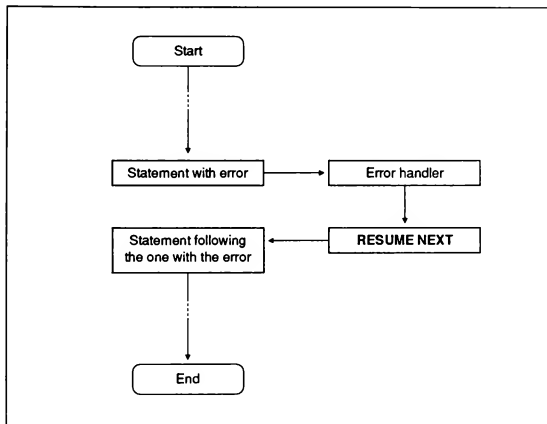 Start
Statement with error
Error handler
RESUME NEXT
Statement following
the one with the error
End